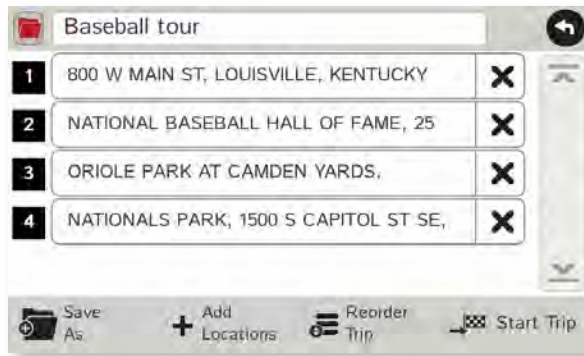 Baseball tour
1 800 W MAIN ST, LOUISVILLE, KENTUCKY
2 NATIONAL BASEBALL HALL OF FAME, 25
3 ORIOLE PARK AT CAMDEN YARDS,
4 NATIONALS PARK, 1500 S CAPITOL ST SE,
Save As
Add Locations
Reorder Trip
Start Trip